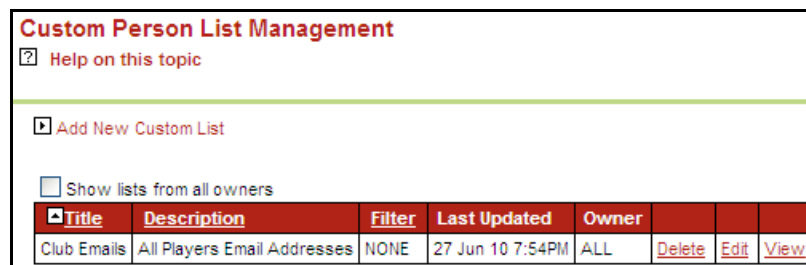 Custom Person List Management
? Help on this topic
Add New Custom List
Show lists from all owners
Title Description Filter Last Updated Owner
Club Emails All Players Email Addresses NONE 27 Jun 10 7:54PM ALL Delete Edit View